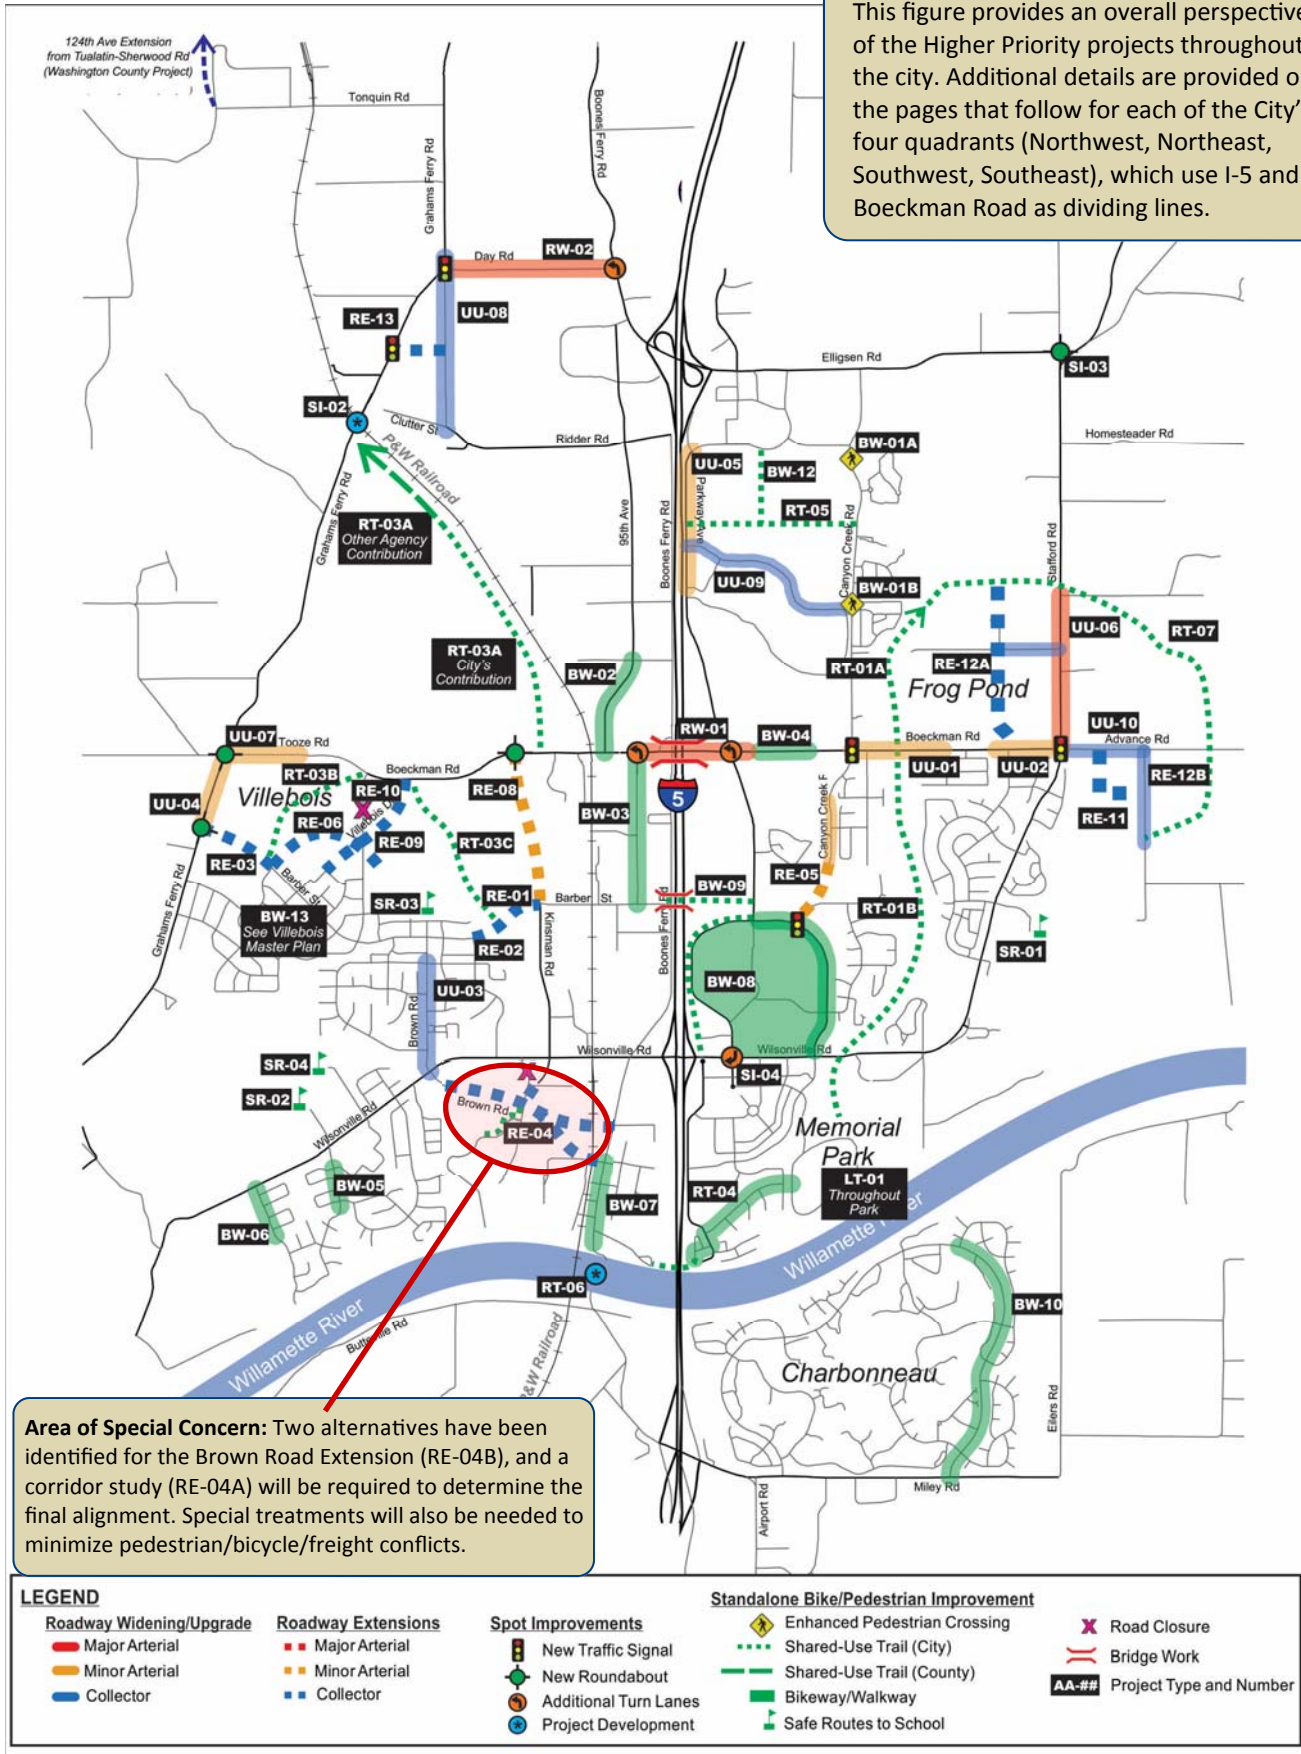 This figure provides an overall perspective
of the Higher Priority projects throughout
the city. Additional details are provided o
the pages that follow for each of the City'
four quadrants (Northwest, Northeast,
Southwest, Southeast), which use I-5 and
Boeckman Road as dividing lines.
124th Ave Extension
from Tualatin-Sherwood Rd
(Washington County Project)
Tonquin Rd
Grahams Ferry Rd
Boones Ferry Rd
Day Rd
RW-02
UU-08
RE-13
Elligsen Rd
SI-03
SI-02
Clutter St
P&W Railroad
Ridder Rd
Homesteader Rd
BW-01A
UU-05
BW-12
Parkway Ave
RT-05
Grahams Ferry Rd
RT-03A
Other Agency
Contribution
95th Ave
Boones Ferry Rd
Canyon Creek Rd
Stafford Rd
UU-09
BW-01B
UU-06
RT-07
RT-03A
City's
Contribution
BW-02
RT-01A
RE-12A
Frog Pond
UU-07
Tooze Rd
RW-01
BW-04
Boeckman Rd
UU-10
Advance Rd
Boeckman Rd
RT-03B
RE-10
RE-08
UU-01
UU-02
RE-12B
UU-04
Villebois
5
BW-03
RE-06
RE-09
RT-03C
RE-11
RE-03
Barber St
RE-05
BW-09
SR-03
RE-01
Barber St
RT-01B
BW-13
See Villebois
Master Plan
Grahams Ferry Rd
RE-02
Kinsman Rd
SR-01
BW-08
UU-03
Brown Rd
Wilsonville Rd
Wilsonville Rd
SR-04
SI-04
SR-02
Brown Rd
Wilsonville Rd
RE-04
Memorial
Park
BW-05
RT-04
LT-01
Throughout
Park
BW-07
BW-06
Willamette River
RT-06
BW-10
Willamette River
Charbonneau
Eilers Rd
Miley Rd
Airport Rd
Area of Special Concern: Two alternatives have been
identified for the Brown Road Extension (RE-04B), and a
corridor study (RE-04A) will be required to determine the
final alignment. Special treatments will also be needed to
minimize pedestrian/bicycle/freight conflicts.
LEGEND
Roadway Widening/Upgrade
Major Arterial
Minor Arterial
Collector
Roadway Extensions
Major Arterial
Minor Arterial
Collector
Spot Improvements
New Traffic Signal
New Roundabout
Additional Turn Lanes
Project Development
Standalone Bike/Pedestrian Improvement
Enhanced Pedestrian Crossing
Shared-Use Trail (City)
Shared-Use Trail (County)
Bikeway/Walkway
Safe Routes to School
Road Closure
Bridge Work
AA-## Project Type and Number